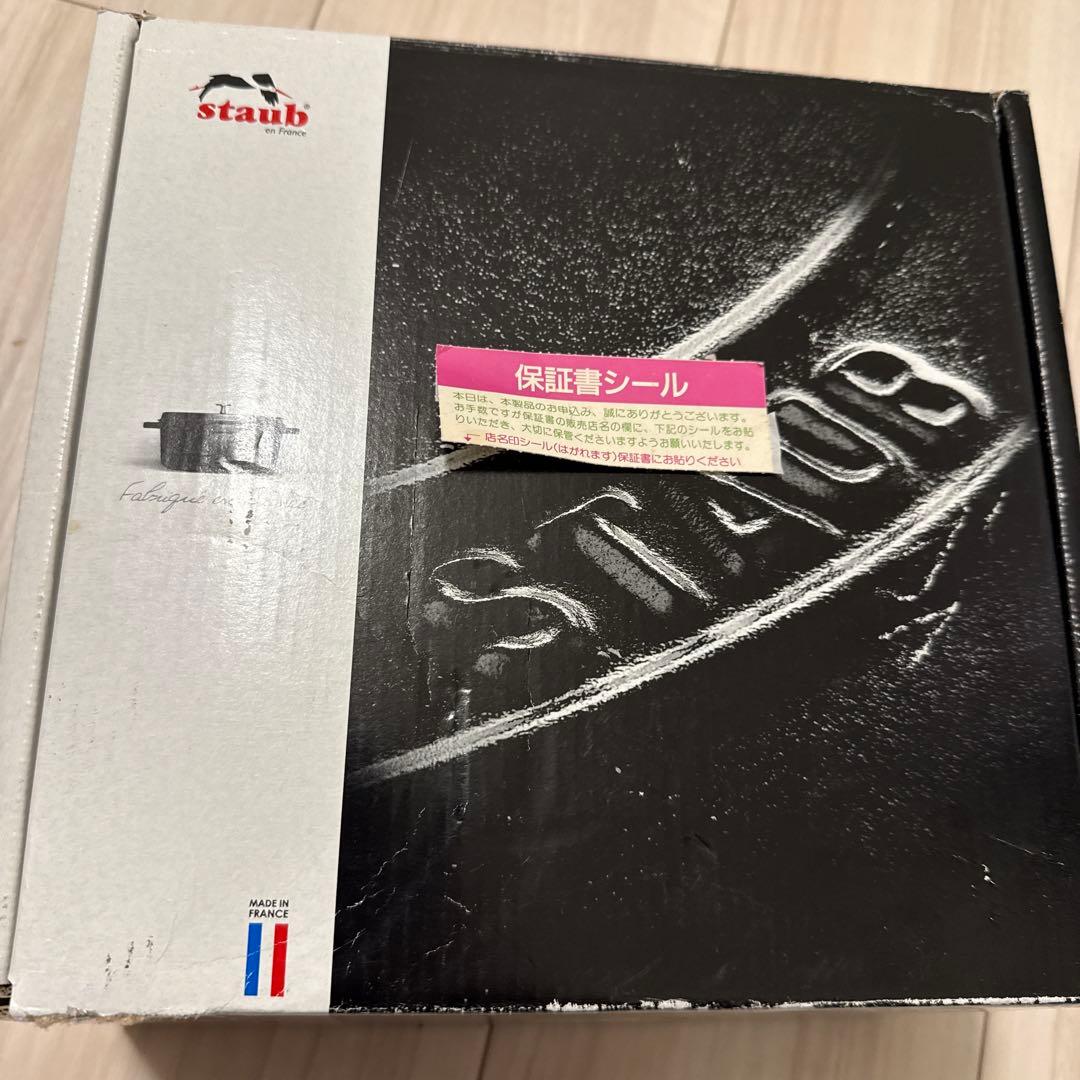 staub
en France
保証書シール
本日は、本製品のお申込み、誠にありがとうございます。
お手数ですが保証書の販売店名の欄に、下記のシールをお貼
りいただき、大切に保管くださいますようお願いいたします。
店名印シール(はがれます)保証書にお貼りください
STAUB
Fabriqué en
MADE IN
FRANCE